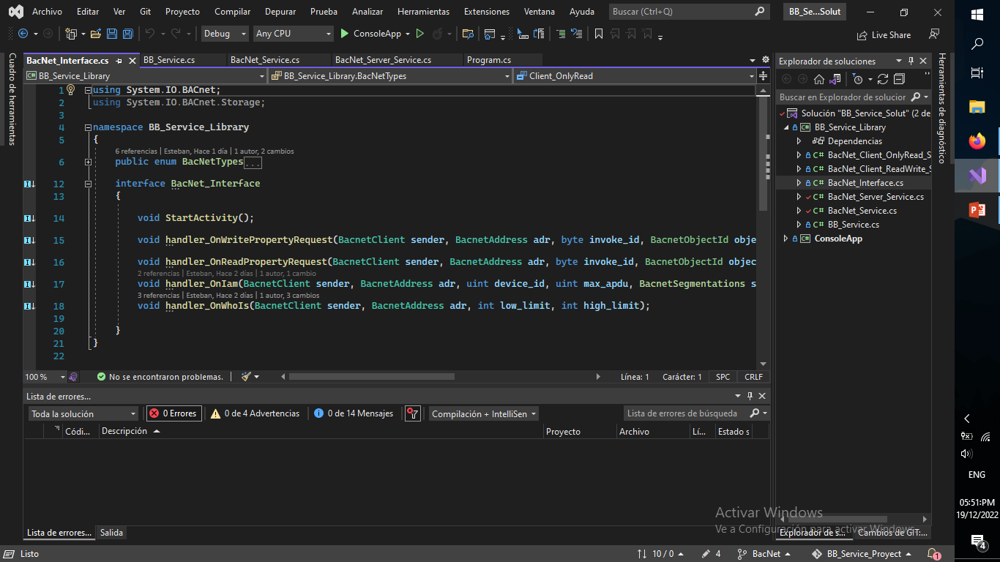 Archivo Editar Ver Git Proyecto Compilar Depurar Prueba Analizar Herramientas Extensiones Ventana Ayuda Buscar (Ctrl+Q) BB_Se...Solut
Debug Any CPU ConsoleApp Live Share
Cuadro de herramientas
BacNet_Interface.cs BB_Service.cs BacNet_Service.cs BacNet_Server_Service.cs Program.cs
BB_Service_Library BB_Service_Library.BacNetTypes Client_OnlyRead
1 using System.IO.BACnet;
2 using System.IO.BACnet.Storage;
3
4 namespace BB_Service_Library
5 {
6 referencias | Esteban, Hace 1 día | 1 autor, 2 cambios
6 public enum BacNetTypes...
12 interface BacNet_Interface
13 {
14 void StartActivity();
15 void handler_OnWritePropertyRequest(BacnetClient sender, BacnetAddress adr, byte invoke_id, BacnetObjectId obje
16 void handler_OnReadPropertyRequest(BacnetClient sender, BacnetAddress adr, byte invoke_id, BacnetObjectId objec
2 referencias | Esteban, Hace 2 días | 1 autor, 1 cambio
17 void handler_OnIam(BacnetClient sender, BacnetAddress adr, uint device_id, uint max_apdu, BacnetSegmentations s
3 referencias | Esteban, Hace 2 días | 1 autor, 3 cambios
18 void handler_OnWhoIs(BacnetClient sender, BacnetAddress adr, int low_limit, int high_limit);
19
20 }
21 }
22
100 % No se encontraron problemas. Línea: 1 Carácter: 1 SPC CRLF
Lista de errores...
Toda la solución 0 Errores 0 de 4 Advertencias 0 de 14 Mensajes Compilación + IntelliSen Lista de errores de búsqueda
Códi... Descripción Proyecto Archivo Lí... Estado s
Lista de errores... Salida
Explorador de soluciones
Buscar en Explorador de solucior
Solución "BB_Service_Solut" (2 de
BB_Service_Library
Dependencias
C# BacNet_Client_OnlyRead_S
C# BacNet_Client_ReadWrite_S
C# BacNet_Interface.cs
C# BacNet_Server_Service.cs
C# BacNet_Service.cs
C# BB_Service.cs
ConsoleApp
Herramientas de diagnóstico
Activar Windows
Ve a Configuración para activar Windows.
Explorador de s... Cambios de GIT:...
Listo 10 / 0 4 BacNet BB_Service_Proyect 1
ENG
05:51:PM
19/12/2022
4